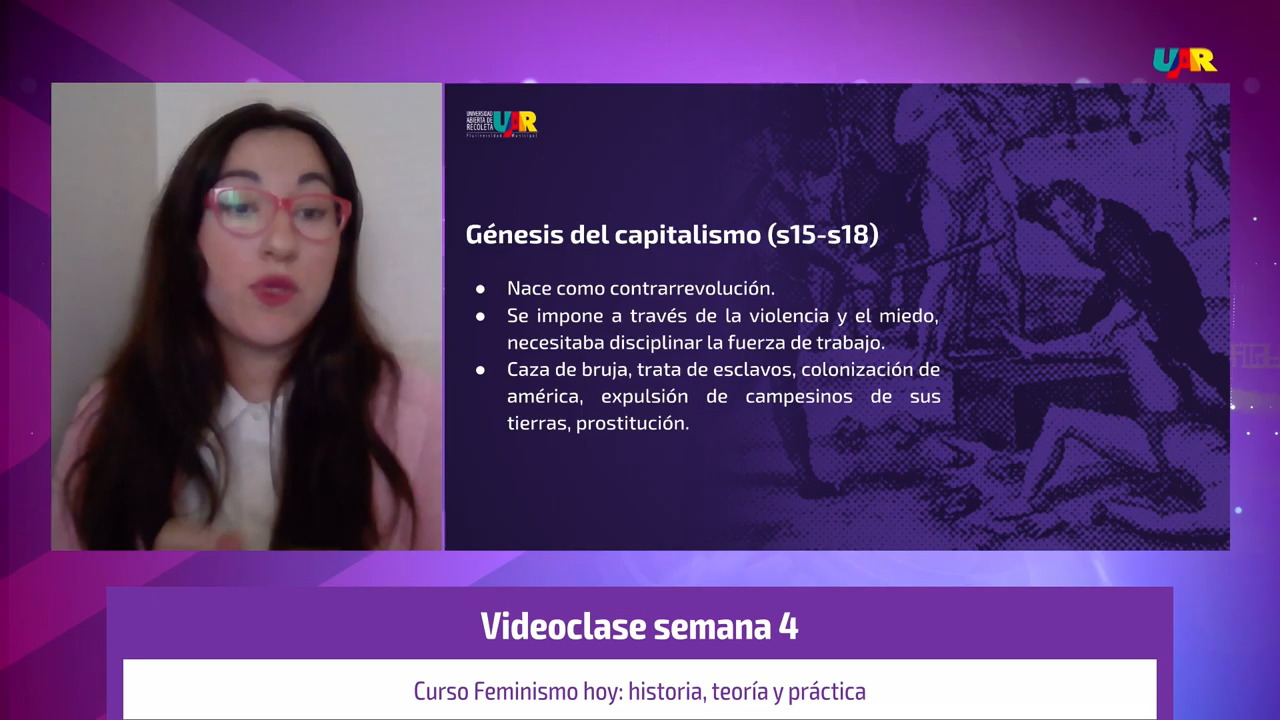 UAR
UNIVERSIDAD
ABIERTA DE
RECOLETA
UAR
Pluriversidad Municipal
Génesis del capitalismo (s15-s18)
● Nace como contrarrevolución.
● Se impone a través de la violencia y el miedo,
necesitaba disciplinar la fuerza de trabajo.
● Caza de bruja, trata de esclavos, colonización de
américa, expulsión de campesinos de sus
tierras, prostitución.
Videoclase semana 4
Curso Feminismo hoy: historia, teoría y práctica